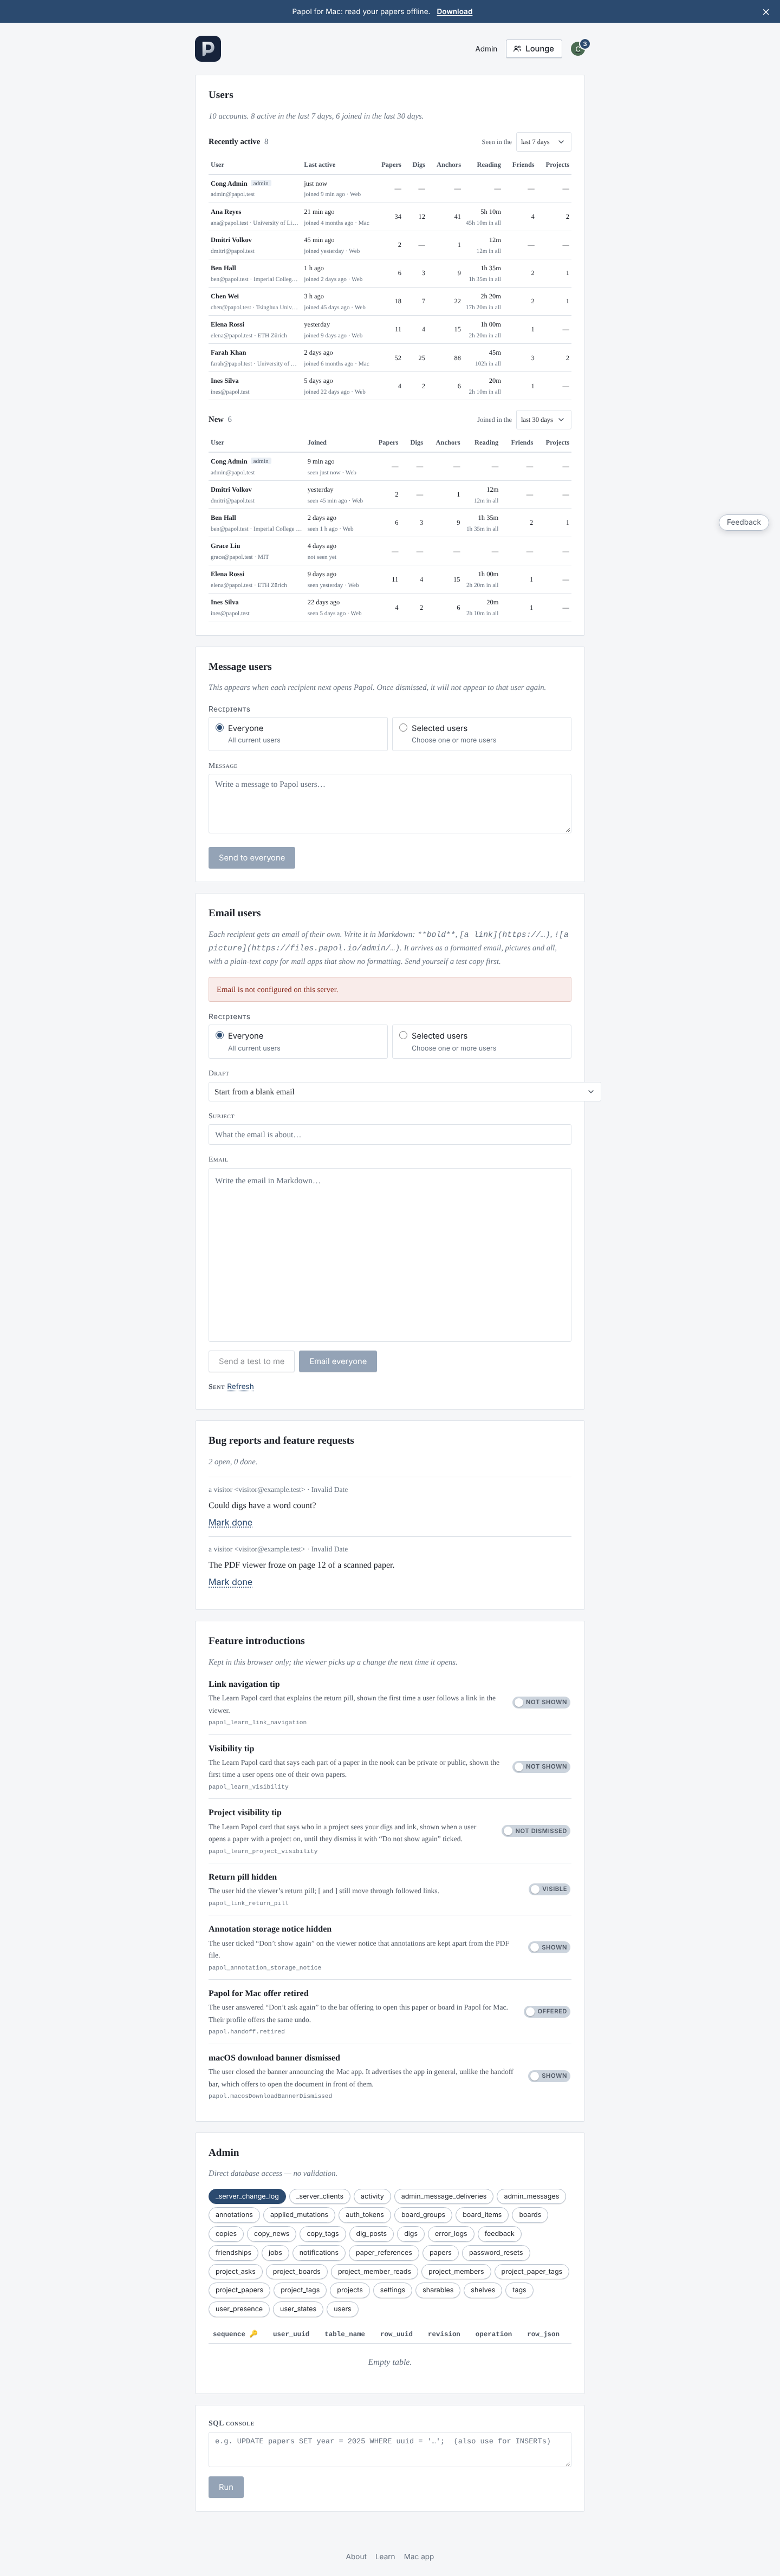 Papol for Mac: read your papers offline. Download
P
Admin
Lounge
C
3
Users
10 accounts. 8 active in the last 7 days, 6 joined in the last 30 days.
Recently active 8
Seen in the last 7 days
User Last active Papers Digs Anchors Reading Friends Projects
Cong Admin admin just now — — — — — —
admin@papol.test joined 9 min ago · Web
Ana Reyes 21 min ago 34 12 41 5h 10m 4 2
ana@papol.test · University of Li… joined 4 months ago · Mac 45h 10m in all
Dmitri Volkov 45 min ago 2 — 1 12m — —
dmitri@papol.test joined yesterday · Web 12m in all
Ben Hall 1 h ago 6 3 9 1h 35m 2 1
ben@papol.test · Imperial Colleg… joined 2 days ago · Web 1h 35m in all
Chen Wei 3 h ago 18 7 22 2h 20m 2 1
chen@papol.test · Tsinghua Univ… joined 45 days ago · Web 17h 20m in all
Elena Rossi yesterday 11 4 15 1h 00m 1 —
elena@papol.test · ETH Zürich joined 9 days ago · Web 2h 20m in all
Farah Khan 2 days ago 52 25 88 45m 3 2
farah@papol.test · University of … joined 6 months ago · Mac 102h in all
Ines Silva 5 days ago 4 2 6 20m 1 —
ines@papol.test joined 22 days ago · Web 2h 10m in all
New 6
Joined in the last 30 days
User Joined Papers Digs Anchors Reading Friends Projects
Cong Admin admin 9 min ago — — — — — —
admin@papol.test seen just now · Web
Dmitri Volkov yesterday 2 — 1 12m — —
dmitri@papol.test seen 45 min ago · Web 12m in all
Ben Hall 2 days ago 6 3 9 1h 35m 2 1
ben@papol.test · Imperial College … seen 1 h ago · Web 1h 35m in all
Grace Liu 4 days ago — — — — — —
grace@papol.test · MIT not seen yet
Elena Rossi 9 days ago 11 4 15 1h 00m 1 —
elena@papol.test · ETH Zürich seen yesterday · Web 2h 20m in all
Ines Silva 22 days ago 4 2 6 20m 1 —
ines@papol.test seen 5 days ago · Web 2h 10m in all
Feedback
Message users
This appears when each recipient next opens Papol. Once dismissed, it will not appear to that user again.
Recipients
Everyone
All current users
Selected users
Choose one or more users
Message
Write a message to Papol users…
Send to everyone
Email users
Each recipient gets an email of their own. Write it in Markdown: **bold**, [a link](https://…), ![a
picture](https://files.papol.io/admin/…). It arrives as a formatted email, pictures and all,
with a plain-text copy for mail apps that show no formatting. Send yourself a test copy first.
Email is not configured on this server.
Recipients
Everyone
All current users
Selected users
Choose one or more users
Draft
Start from a blank email
Subject
What the email is about…
Email
Write the email in Markdown…
Send a test to me
Email everyone
Sent Refresh
Bug reports and feature requests
2 open, 0 done.
a visitor <visitor@example.test> · Invalid Date
Could digs have a word count?
Mark done
a visitor <visitor@example.test> · Invalid Date
The PDF viewer froze on page 12 of a scanned paper.
Mark done
Feature introductions
Kept in this browser only; the viewer picks up a change the next time it opens.
Link navigation tip
The Learn Papol card that explains the return pill, shown the first time a user follows a link in the
viewer.
papol_learn_link_navigation
NOT SHOWN
Visibility tip
The Learn Papol card that says each part of a paper in the nook can be private or public, shown the
first time a user opens one of their own papers.
papol_learn_visibility
NOT SHOWN
Project visibility tip
The Learn Papol card that says who in a project sees your digs and ink, shown when a user
opens a paper with a project on, until they dismiss it with “Do not show again” ticked.
papol_learn_project_visibility
NOT DISMISSED
Return pill hidden
The user hid the viewer’s return pill; [ and ] still move through followed links.
papol_link_return_pill
VISIBLE
Annotation storage notice hidden
The user ticked “Don’t show again” on the viewer notice that annotations are kept apart from the PDF
file.
papol_annotation_storage_notice
SHOWN
Papol for Mac offer retired
The user answered “Don’t ask again” to the bar offering to open this paper or board in Papol for Mac.
Their profile offers the same undo.
papol.handoff.retired
OFFERED
macOS download banner dismissed
The user closed the banner announcing the Mac app. It advertises the app in general, unlike the handoff
bar, which offers to open the document in front of them.
papol.macosDownloadBannerDismissed
SHOWN
Admin
Direct database access — no validation.
_server_change_log _server_clients activity admin_message_deliveries admin_messages
annotations applied_mutations auth_tokens board_groups board_items boards
copies copy_news copy_tags dig_posts digs error_logs feedback
friendships jobs notifications paper_references papers password_resets
project_asks project_boards project_member_reads project_members project_paper_tags
project_papers project_tags projects settings sharables shelves tags
user_presence user_states users
sequence 🔑 user_uuid table_name row_uuid revision operation row_json
Empty table.
SQL console
e.g. UPDATE papers SET year = 2025 WHERE uuid = '…'; (also use for INSERTs)
Run
About Learn Mac app